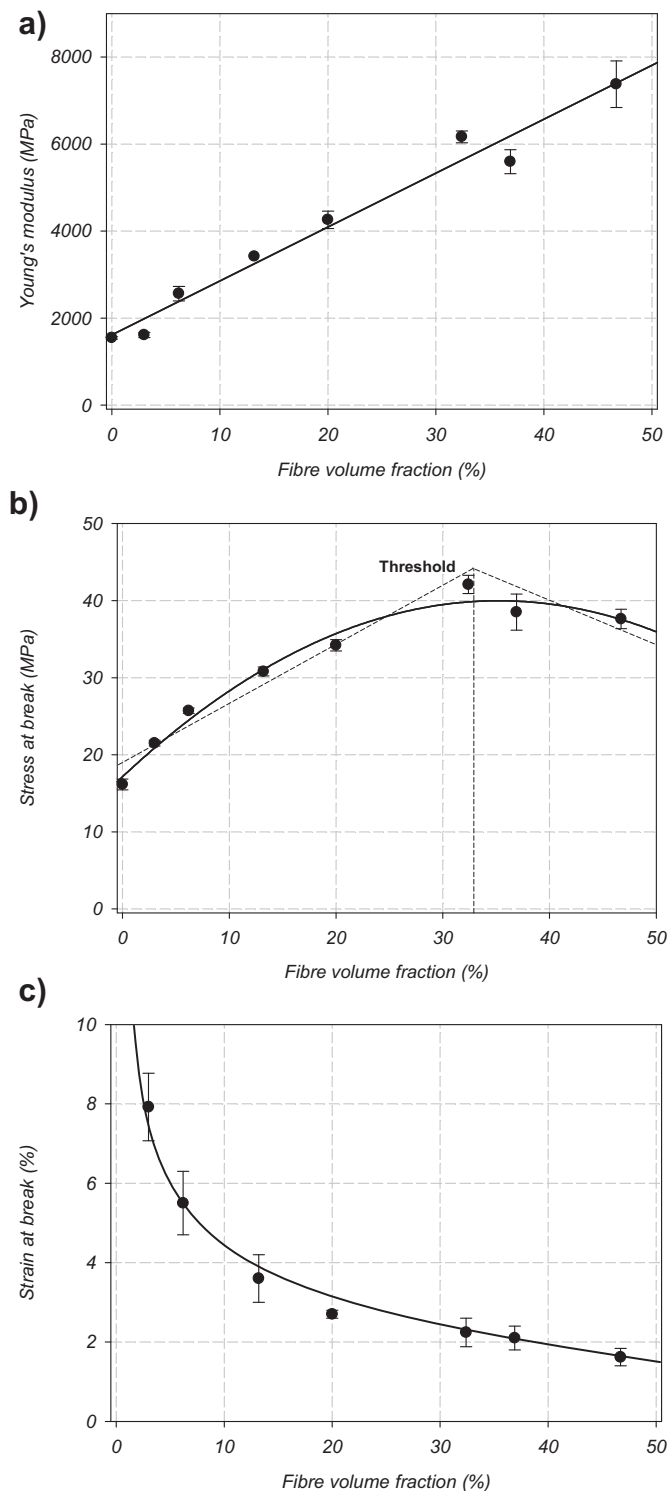 a)
8000
6000
4000
2000
0
Young's modulus (MPa)
0 10 20 30 40 50
Fibre volume fraction (%)
b)
50
Threshold
40
30
20
10
0
Stress at break (MPa)
0 10 20 30 40 50
Fibre volume fraction (%)
c)
10
8
6
4
2
0
Strain at break (%)
0 10 20 30 40 50
Fibre volume fraction (%)